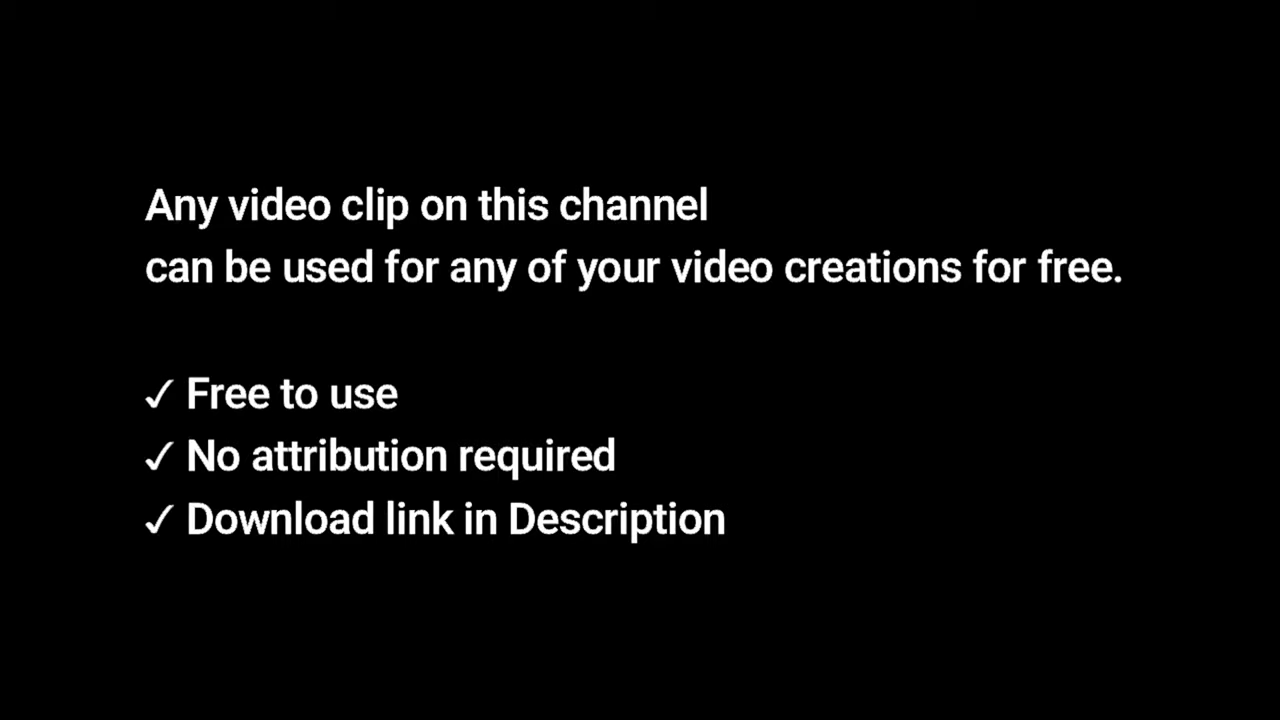 Any video clip on this channel
can be used for any of your video creations for free.
✓ Free to use
✓ No attribution required
✓ Download link in Description